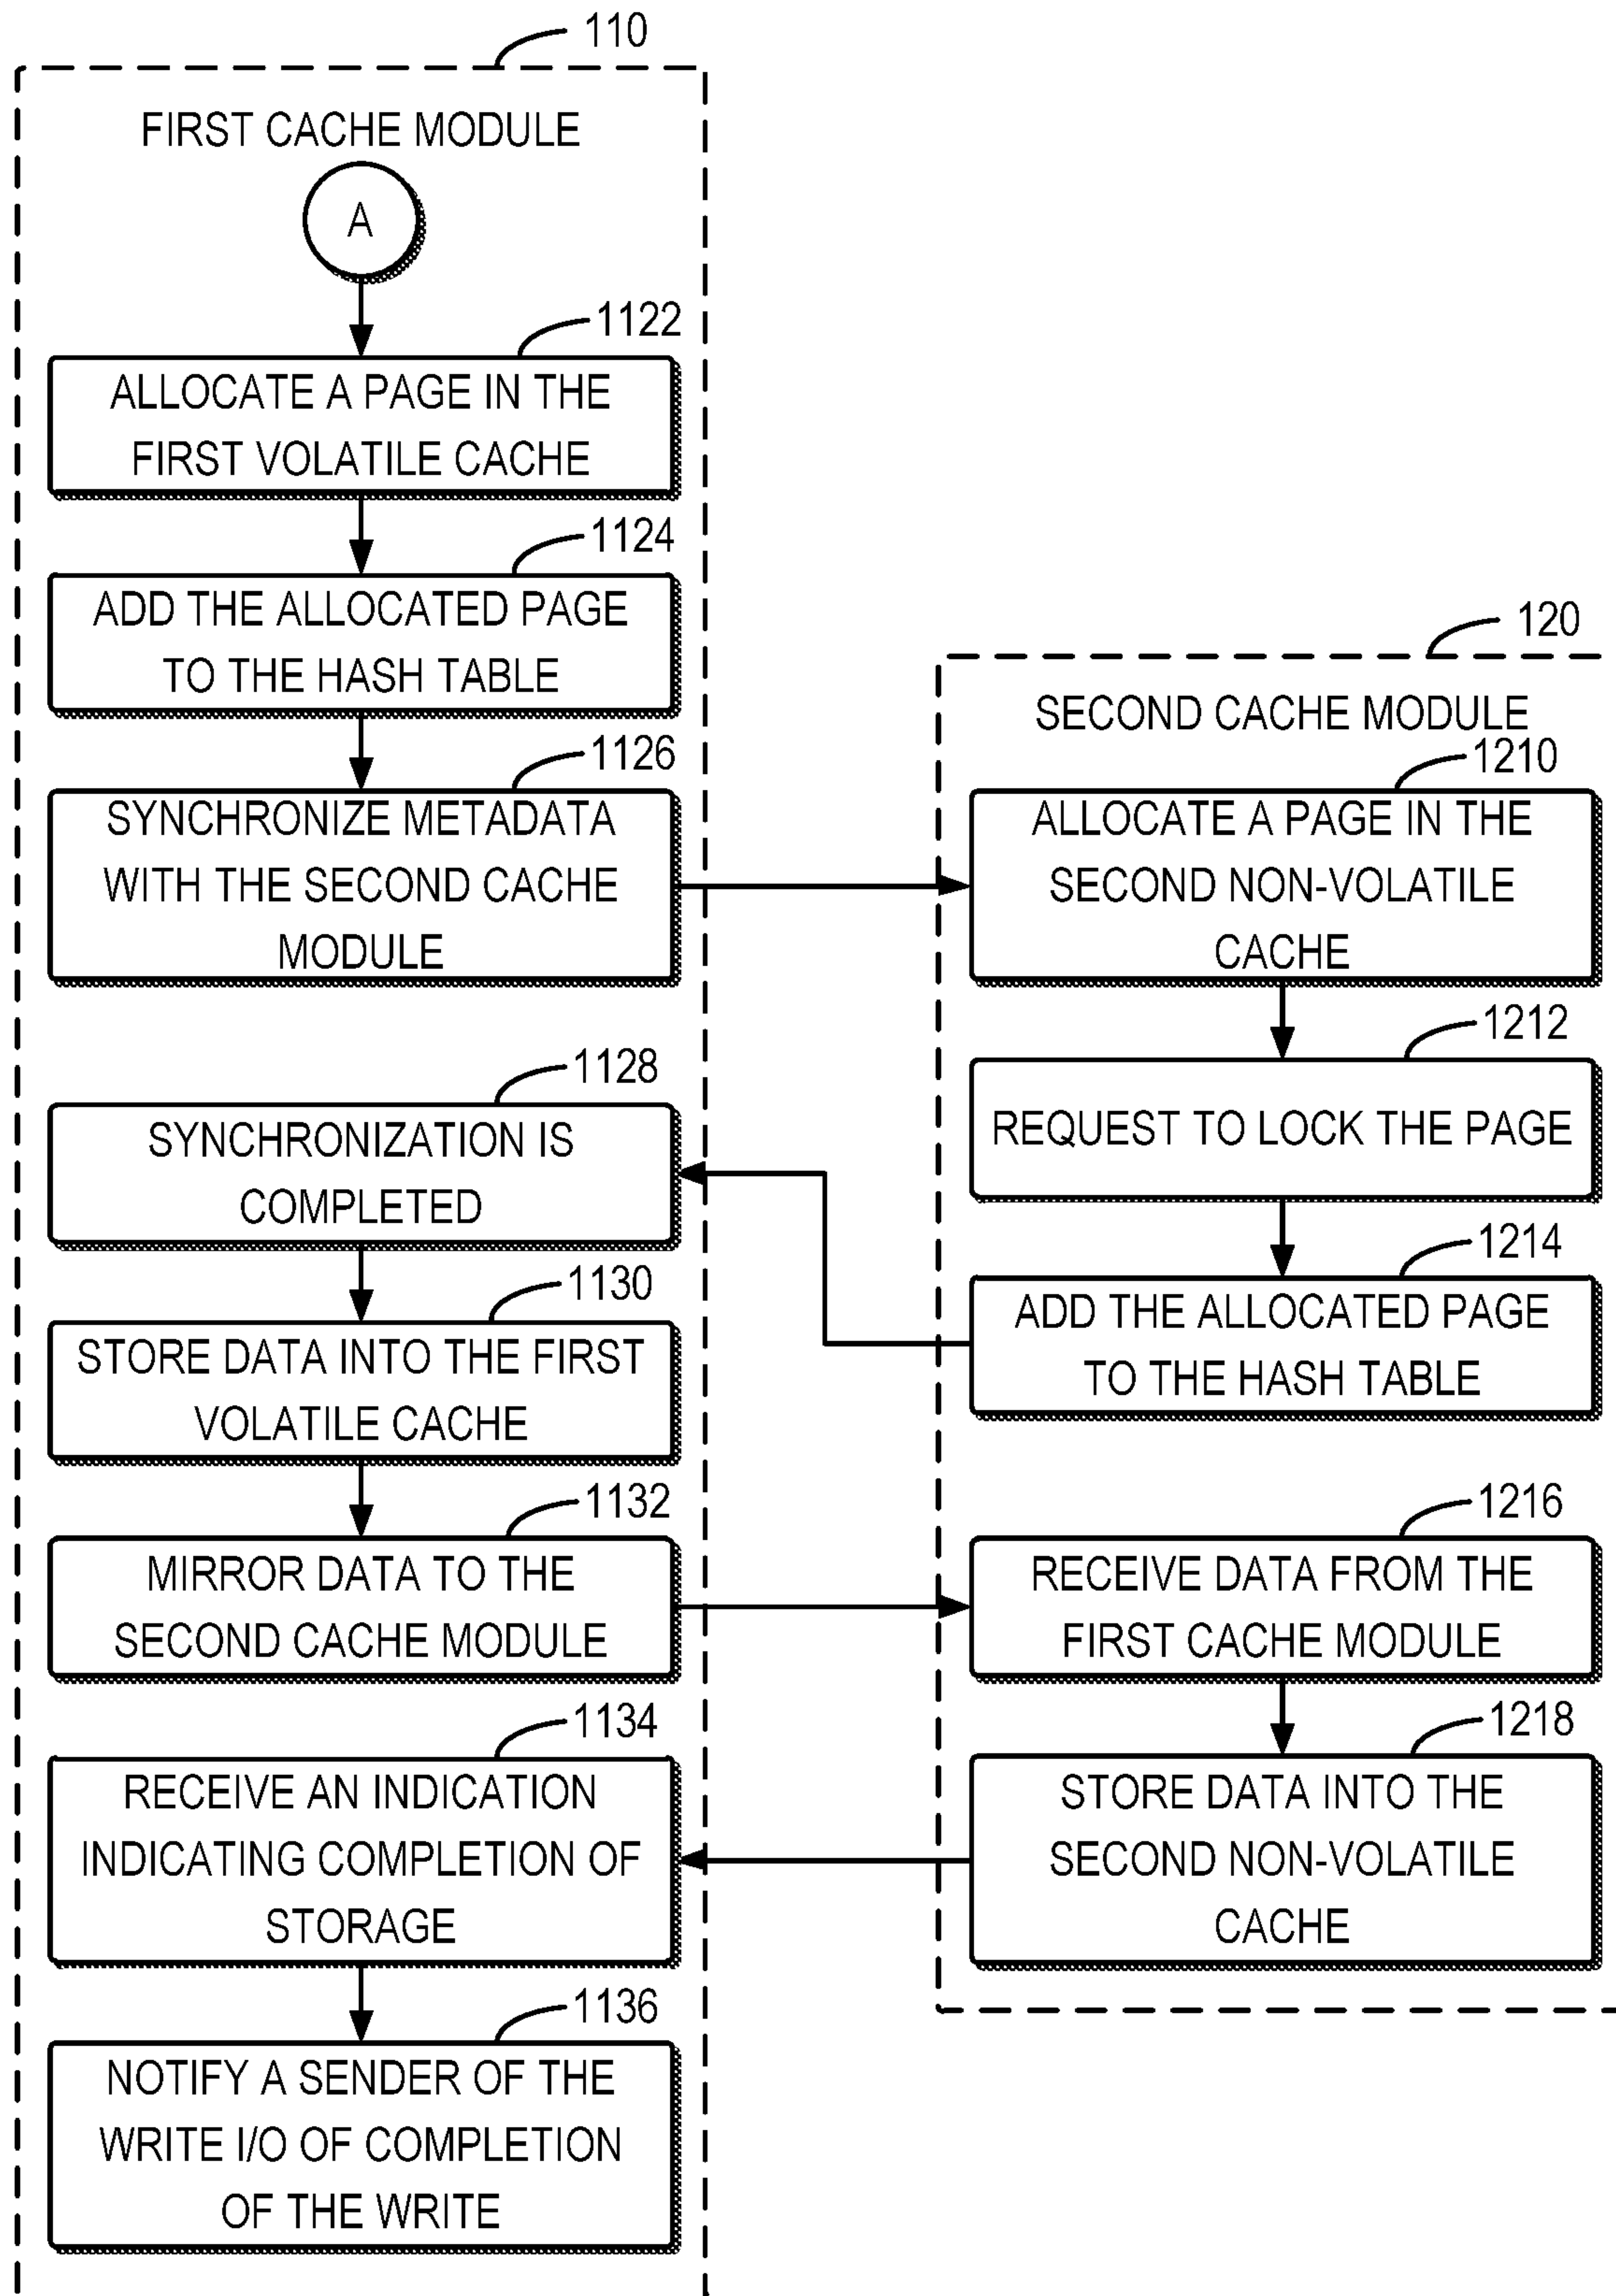 110
FIRST CACHE MODULE
A
1122
ALLOCATE A PAGE IN THE
FIRST VOLATILE CACHE
1124
ADD THE ALLOCATED PAGE
TO THE HASH TABLE
1126
SYNCHRONIZE METADATA
WITH THE SECOND CACHE
MODULE
1128
SYNCHRONIZATION IS
COMPLETED
1130
STORE DATA INTO THE FIRST
VOLATILE CACHE
1132
MIRROR DATA TO THE
SECOND CACHE MODULE
1134
RECEIVE AN INDICATION
INDICATING COMPLETION OF
STORAGE
1136
NOTIFY A SENDER OF THE
WRITE I/O OF COMPLETION
OF THE WRITE
120
SECOND CACHE MODULE
1210
ALLOCATE A PAGE IN THE
SECOND NON-VOLATILE
CACHE
1212
REQUEST TO LOCK THE PAGE
1214
ADD THE ALLOCATED PAGE
TO THE HASH TABLE
1216
RECEIVE DATA FROM THE
FIRST CACHE MODULE
1218
STORE DATA INTO THE
SECOND NON-VOLATILE
CACHE